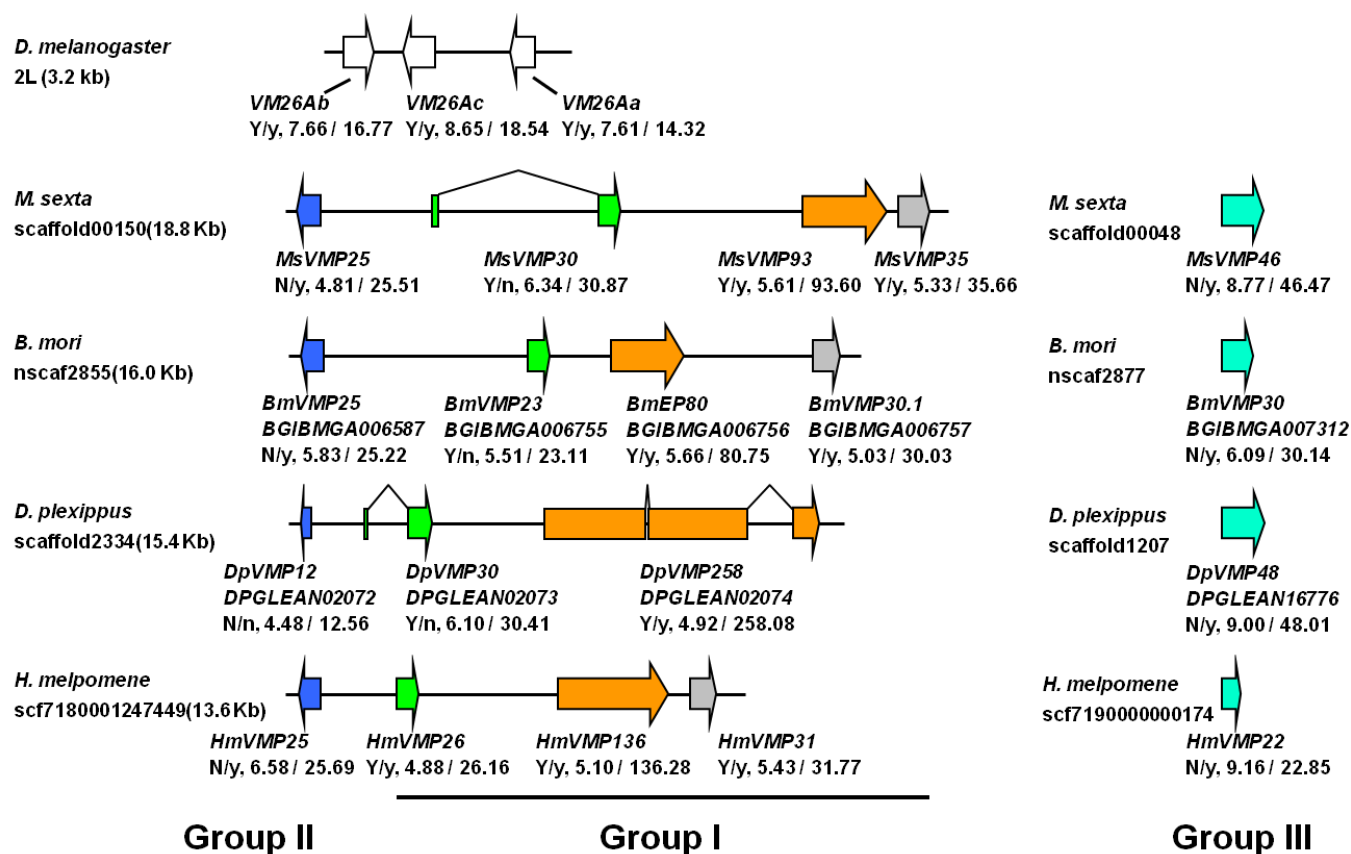 D. melanogaster
2L (3.2 kb)
VM26Ab VM26Ac VM26Aa
Y/y, 7.66 / 16.77 Y/y, 8.65 / 18.54 Y/y, 7.61 / 14.32
M. sexta
scaffold00150(18.8 Kb)
MsVMP25 MsVMP30 MsVMP93 MsVMP35
N/y, 4.81 / 25.51 Y/n, 6.34 / 30.87 Y/y, 5.61 / 93.60 Y/y, 5.33 / 35.66
M. sexta
scaffold00048
MsVMP46
N/y, 8.77 / 46.47
B. mori
nscaf2855(16.0 Kb)
BmVMP25 BmVMP23 BmEP80 BmVMP30.1
BGIBMGA006587 BGIBMGA006755 BGIBMGA006756 BGIBMGA006757
N/y, 5.83 / 25.22 Y/n, 5.51 / 23.11 Y/y, 5.66 / 80.75 Y/y, 5.03 / 30.03
B. mori
nscaf2877
BmVMP30
BGIBMGA007312
N/y, 6.09 / 30.14
D. plexippus
scaffold2334(15.4 Kb)
DpVMP12 DpVMP30 DpVMP258
DPGLEAN02072 DPGLEAN02073 DPGLEAN02074
N/n, 4.48 / 12.56 Y/n, 6.10 / 30.41 Y/y, 4.92 / 258.08
D. plexippus
scaffold1207
DpVMP48
DPGLEAN16776
N/y, 9.00 / 48.01
H. melpomene
scf7180001247449(13.6 Kb)
HmVMP25 HmVMP26 HmVMP136 HmVMP31
N/y, 6.58 / 25.69 Y/y, 4.88 / 26.16 Y/y, 5.10 / 136.28 Y/y, 5.43 / 31.77
H. melpomene
scf7190000000174
HmVMP22
N/y, 9.16 / 22.85
Group II Group I Group III